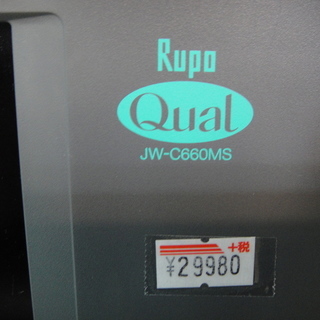 Rupo
Qual
JW-C660MS
+税
¥29980